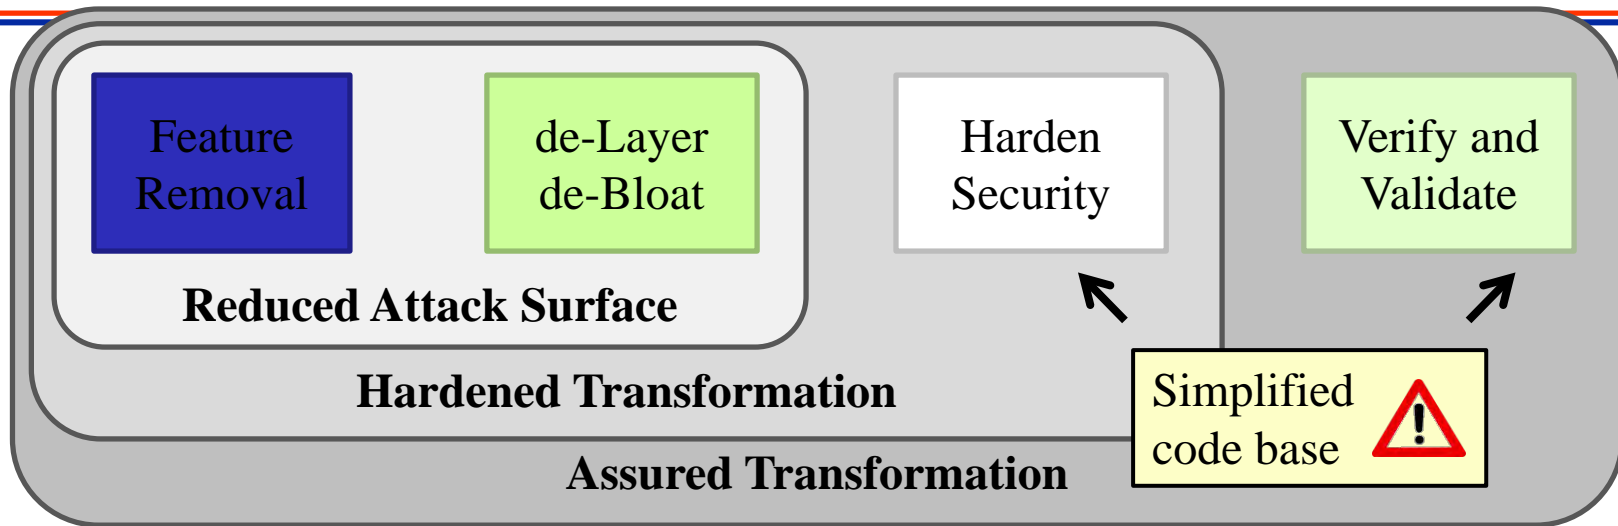 Feature
Removal
de-Layer
de-Bloat
Harden
Security
Verify and
Validate
Reduced Attack Surface
Hardened Transformation
Simplified
code base
Assured Transformation